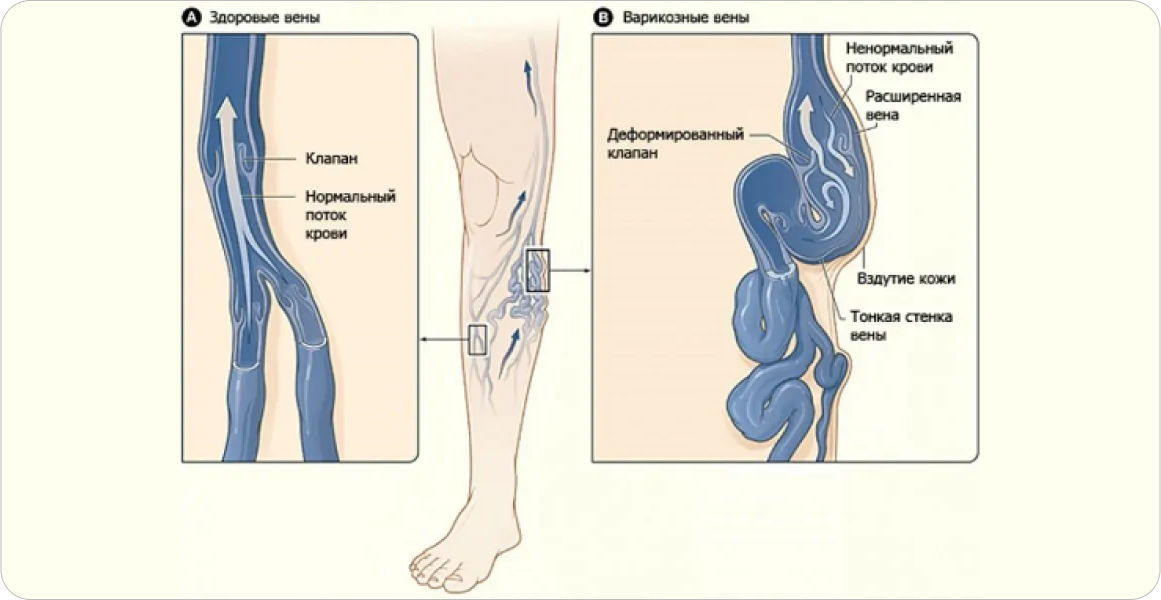 A Здоровые вены
Клапан
Нормальный
поток
крови
B Варикозные вены
Ненормальный
поток крови
Расширенная
вена
Деформированный
клапан
Вздутие кожи
Тонкая стенка
вены